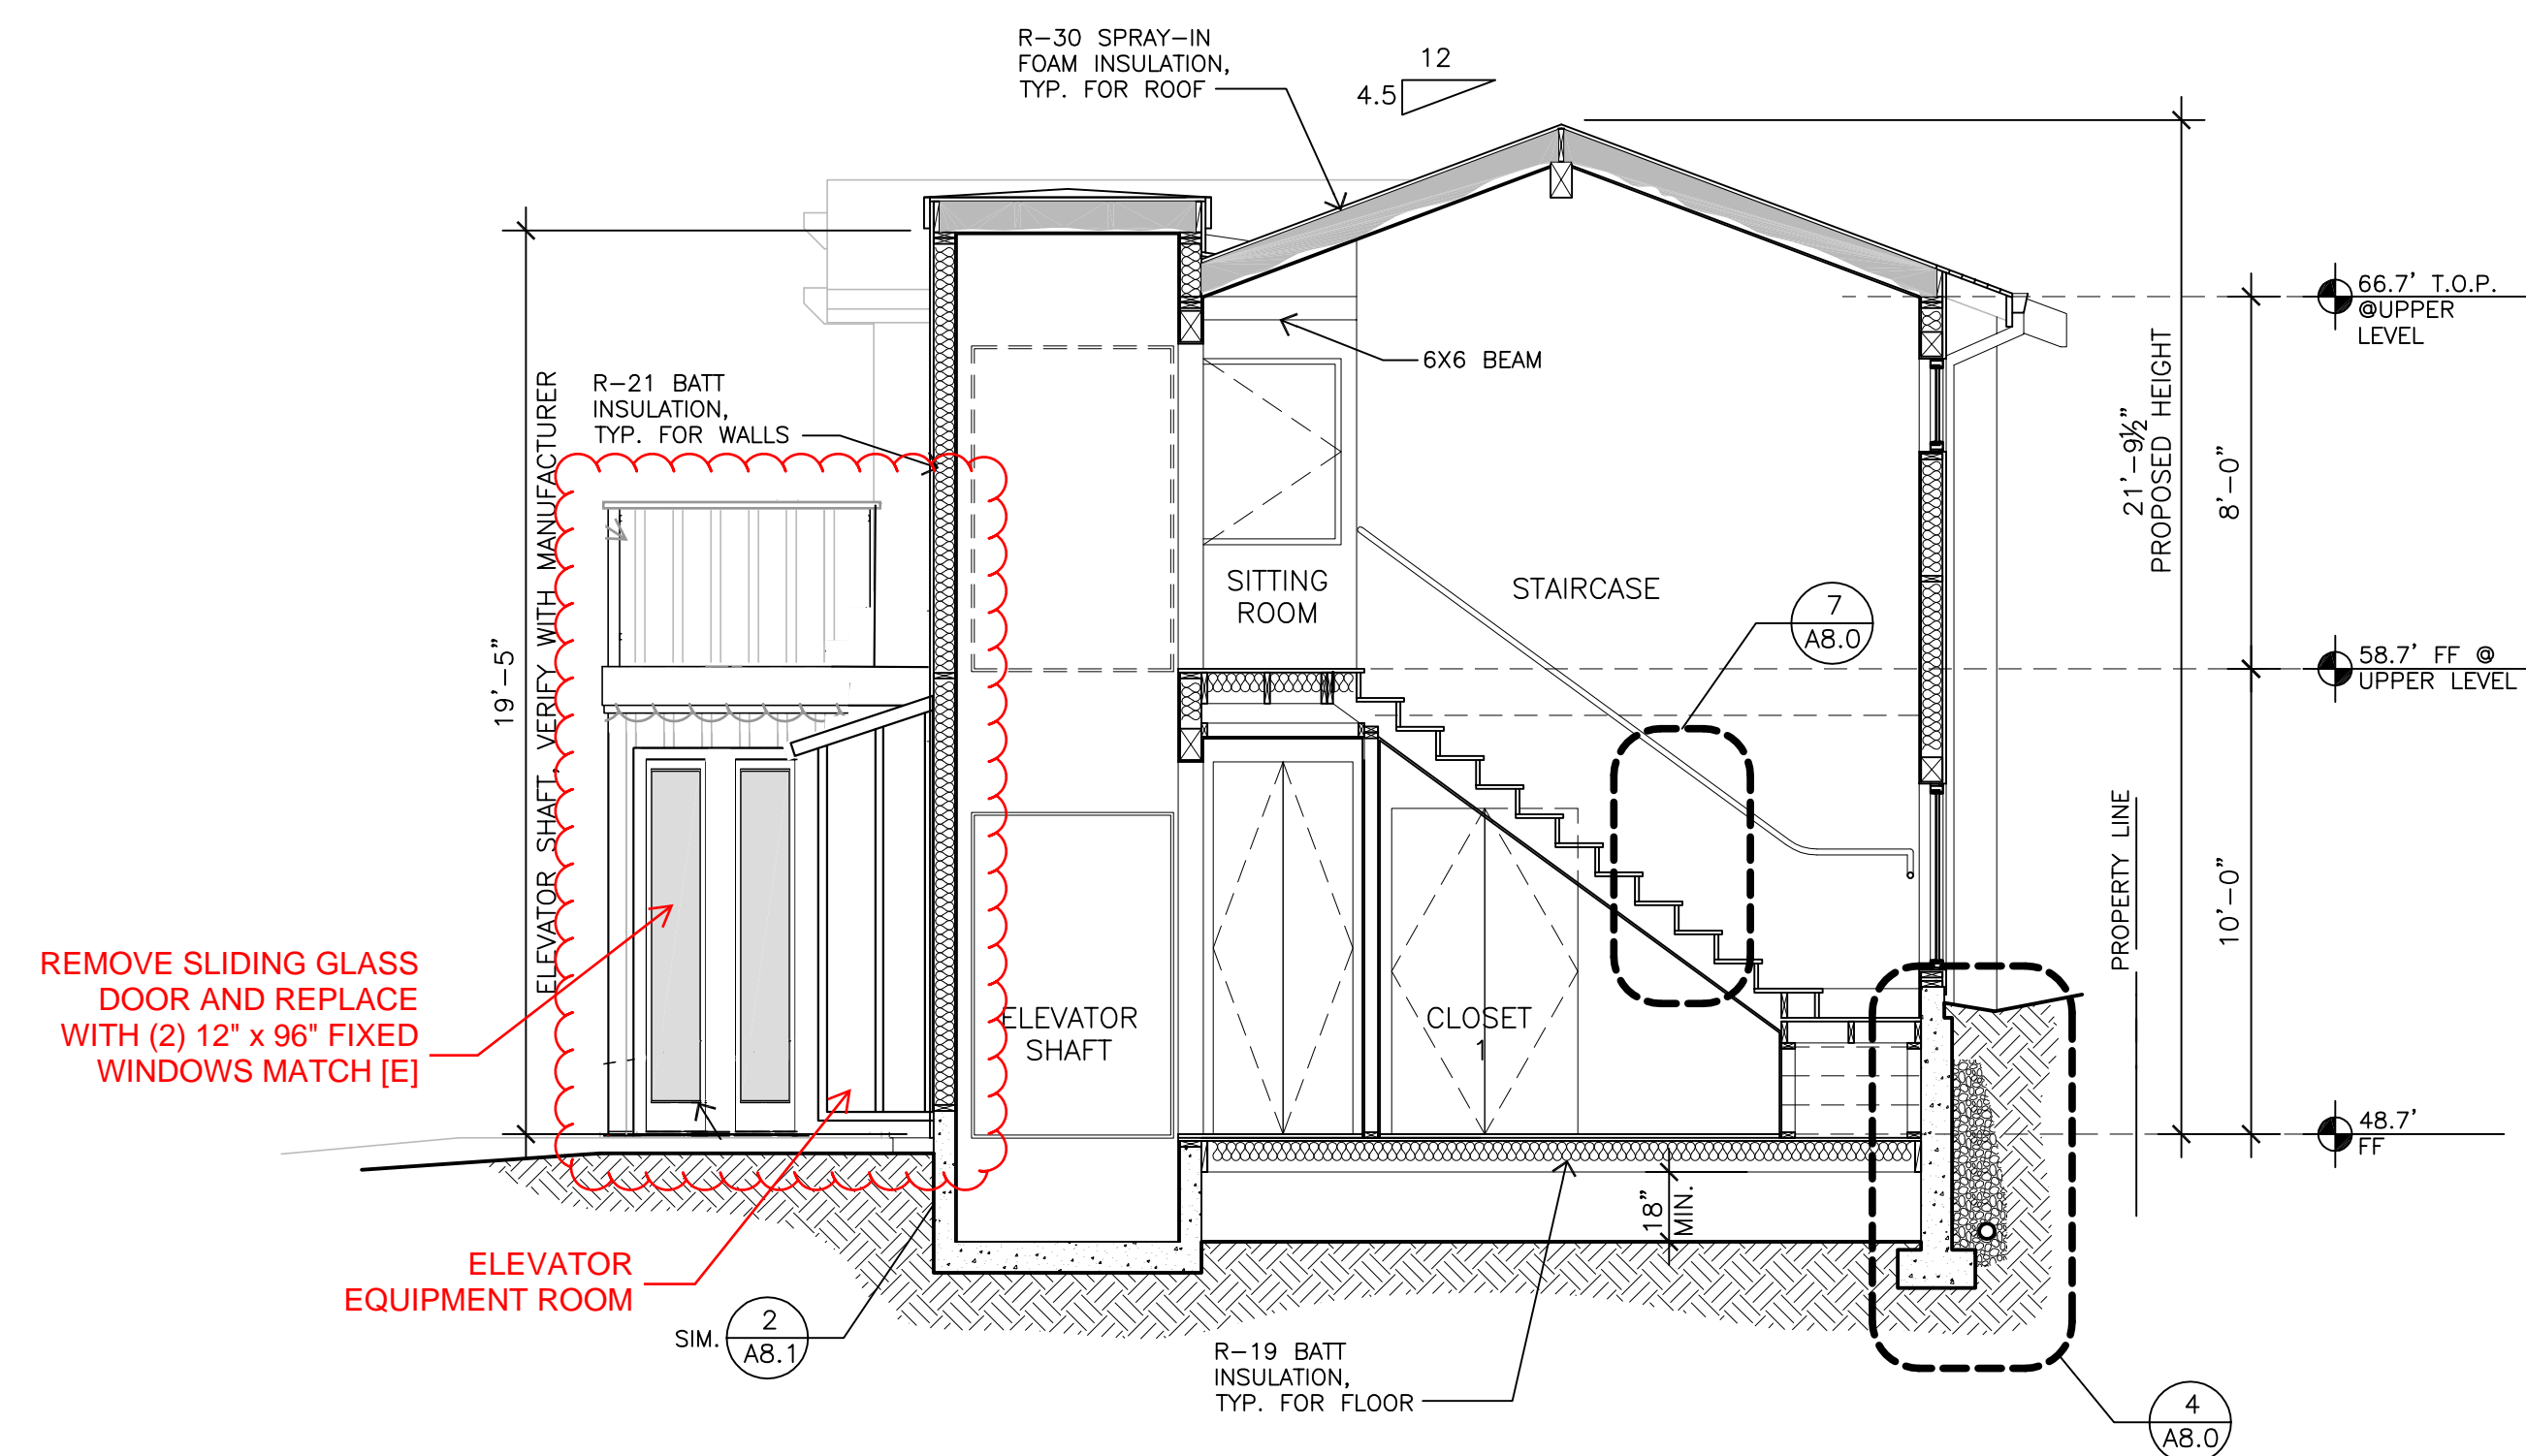 R-30 SPRAY-IN
FOAM INSULATION,
TYP. FOR ROOF
12
4.5
66.7' T.O.P.
@UPPER
LEVEL
6X6 BEAM
R-21 BATT
INSULATION,
TYP. FOR WALLS
19'-5"
ELEVATOR SHAFT, VERIFY WITH MANUFACTURER
21'-9½"
PROPOSED HEIGHT
8'-0"
SITTING
ROOM
STAIRCASE
7
A8.0
58.7' FF @
UPPER LEVEL
PROPERTY LINE
10'-0"
REMOVE SLIDING GLASS
DOOR AND REPLACE
WITH (2) 12" x 96" FIXED
WINDOWS MATCH [E]
ELEVATOR
SHAFT
CLOSET
1
48.7'
FF
18"
MIN.
ELEVATOR
EQUIPMENT ROOM
SIM.
2
A8.1
R-19 BATT
INSULATION,
TYP. FOR FLOOR
4
A8.0